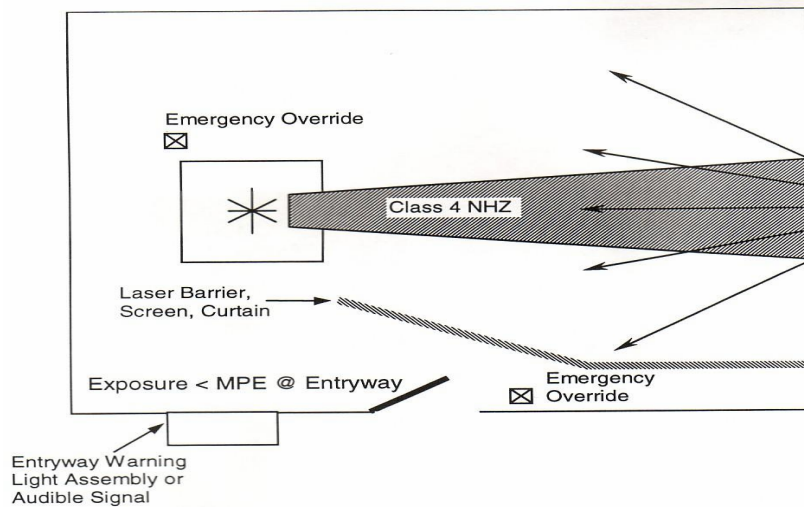 Emergency Override
Class 4 NHZ
Laser Barrier,
Screen, Curtain
Exposure < MPE @ Entryway
Emergency
Override
Entryway Warning
Light Assembly or
Audible Signal